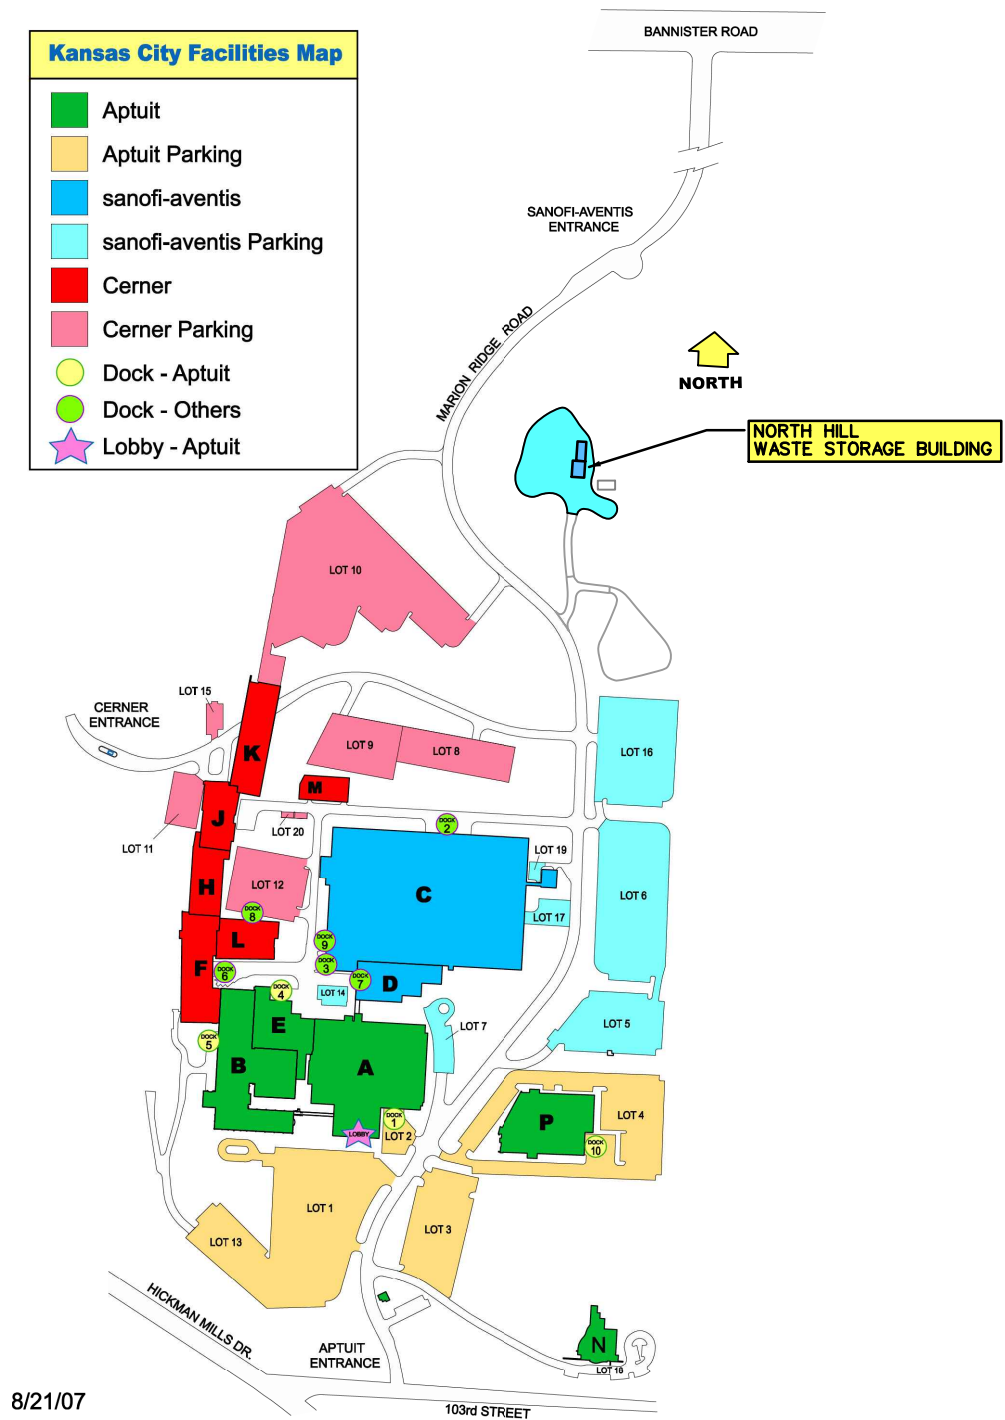 Kansas City Facilities Map
Aptuit
Aptuit Parking
sanofi-aventis
sanofi-aventis Parking
Cerner
Cerner Parking
Dock - Aptuit
Dock - Others
Lobby - Aptuit
BANNISTER ROAD
SANOFI-AVENTIS
ENTRANCE
MARION RIDGE ROAD
NORTH
NORTH HILL
WASTE STORAGE BUILDING
LOT 10
LOT 15
CERNER
ENTRANCE
K
LOT 9
LOT 8
LOT 16
M
J
LOT 20
DOCK
2
LOT 11
LOT 19
H
LOT 12
C
LOT 6
DOCK
8
LOT 17
L
DOCK
9
F
DOCK
6
DOCK
3
DOCK
7
D
DOCK
4
LOT 14
E
LOT 7
LOT 5
DOCK
5
B
A
DOCK
1
P
LOT 4
LOBBY
LOT 2
DOCK
10
LOT 1
LOT 3
LOT 13
HICKMAN MILLS DR.
APTUIT
ENTRANCE
N
LOT 18
8/21/07
103rd STREET